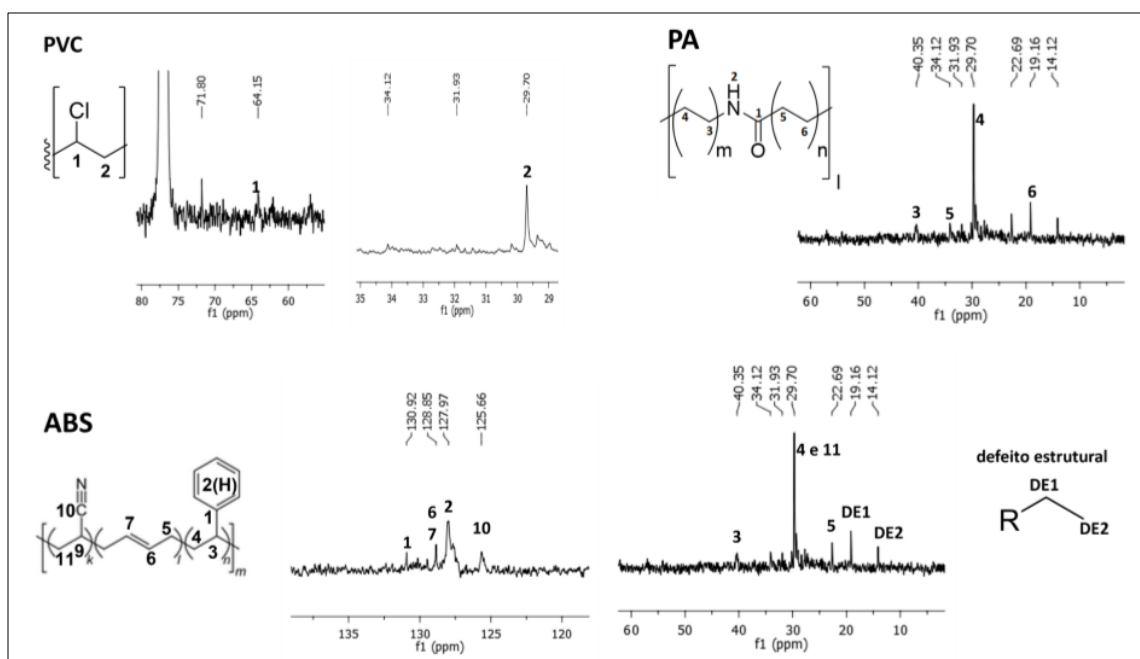 PVC
Cl
1
2
71.80
64.15
1
80 75 70 65 60
f1 (ppm)
34.12
31.93
29.70
2
35 34 33 32 31 30 29
f1 (ppm)
PA
2
H
N
1
4
3
5
6
m
n
O
I
40.35
34.12
31.93
29.70
22.69
19.16
14.12
4
3
5
6
60 50 40 30 20 10
f1 (ppm)
ABS
N
10
2(H)
7
1
5
4
11
9
k
6
l
3
n
m
130.92
128.85
127.97
125.66
1
6
7
2
10
135 130 125 120
f1 (ppm)
40.35
34.12
31.93
29.70
22.69
19.16
14.12
4 e 11
3
5
DE1
DE2
60 50 40 30 20 10
f1 (ppm)
defeito estrutural
DE1
R
DE2